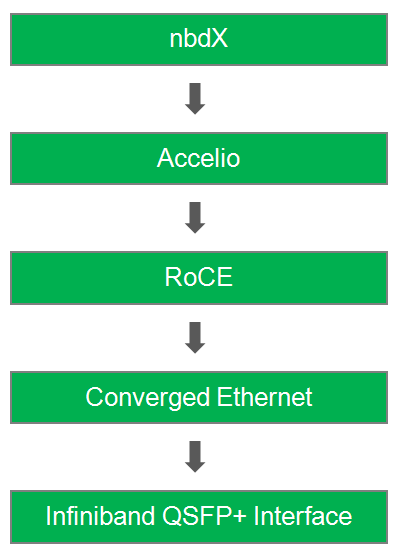 nbdX
Accelio
RoCE
Converged Ethernet
Infiniband QSFP+ Interface